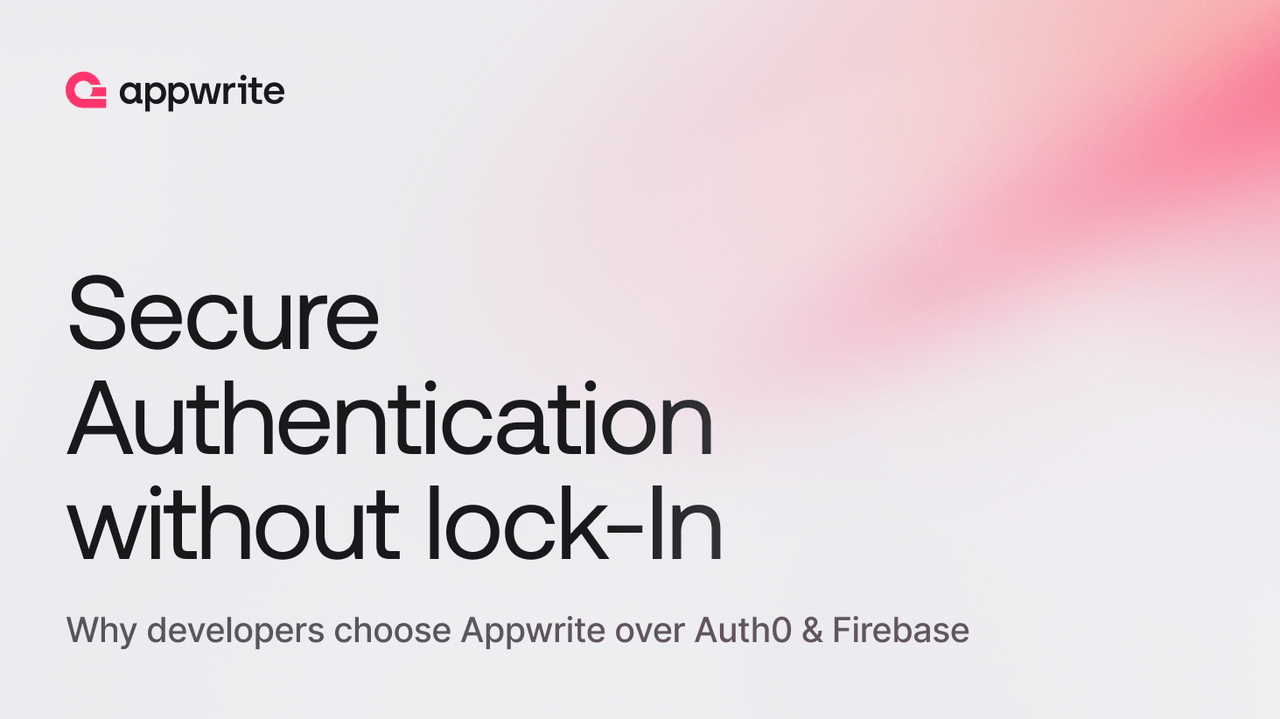 appwrite
Secure
Authentication
without lock-In
Why developers choose Appwrite over Auth0 & Firebase